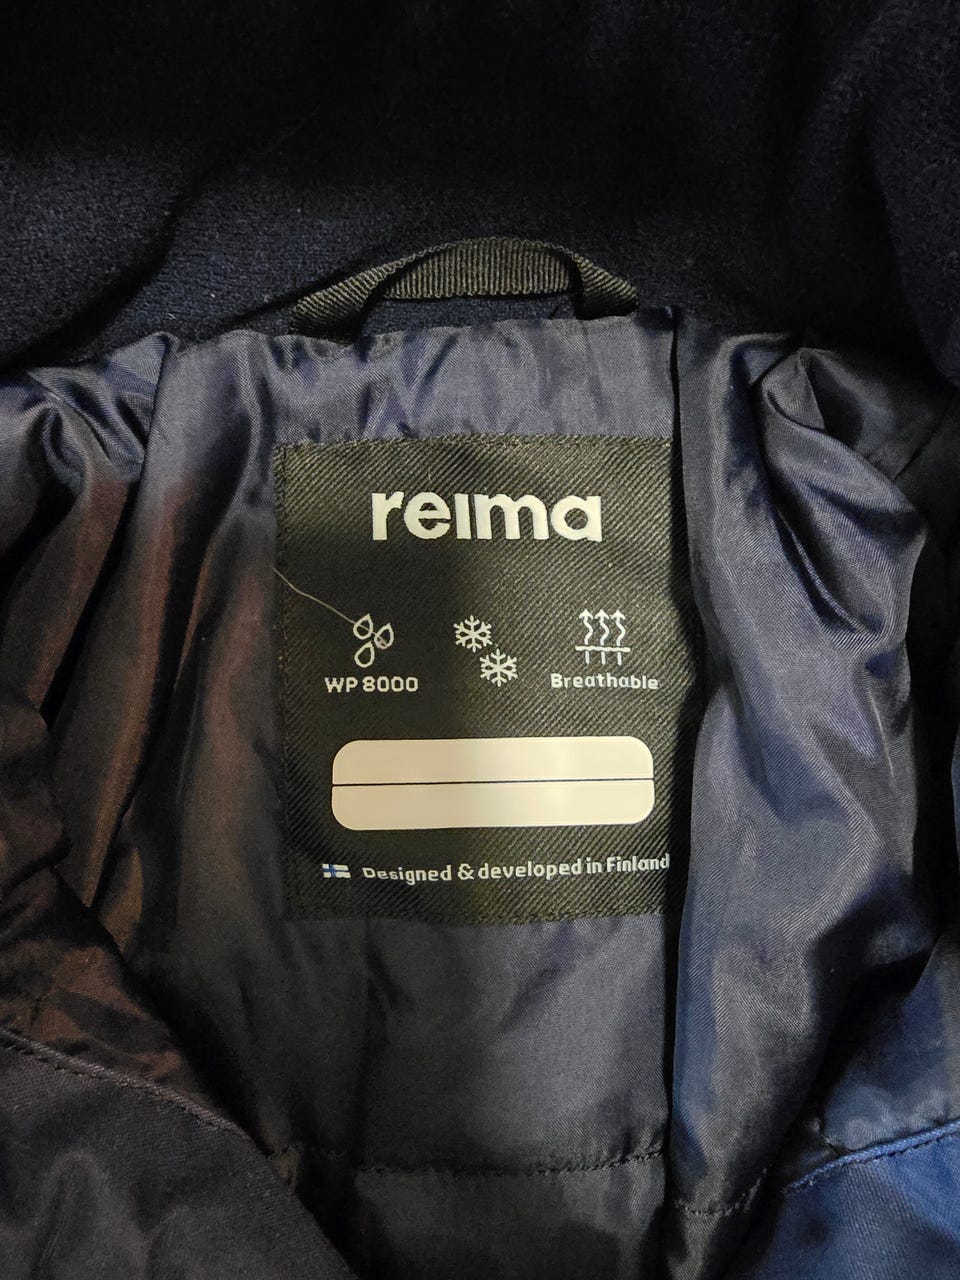 reima
WP 8000
Breathable
Designed & developed in Finland